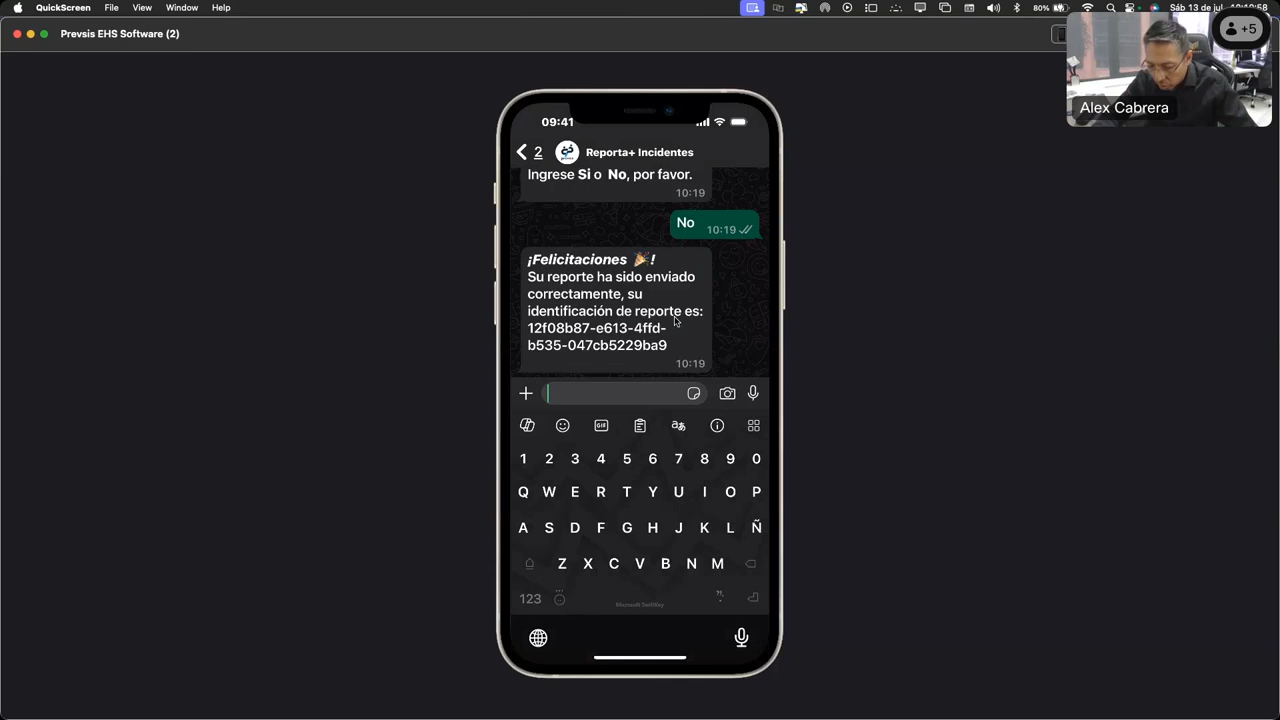 QuickScreen File View Window Help
80% Sáb 13 de jul
Prevsis EHS Software (2)
+5
Alex Cabrera
09:41
2 Reporta+ Incidentes
Ingrese Si o No, por favor.
10:19
No 10:19
¡Felicitaciones 🎉!
Su reporte ha sido enviado
correctamente, su
identificación de reporte es:
12f08b87-e613-4ffd-
b535-047cb5229ba9
10:19
GIF
1 2 3 4 5 6 7 8 9 0
Q W E R T Y U I O P
A S D F G H J K L Ñ
Z X C V B N M
123
Microsoft SwiftKey